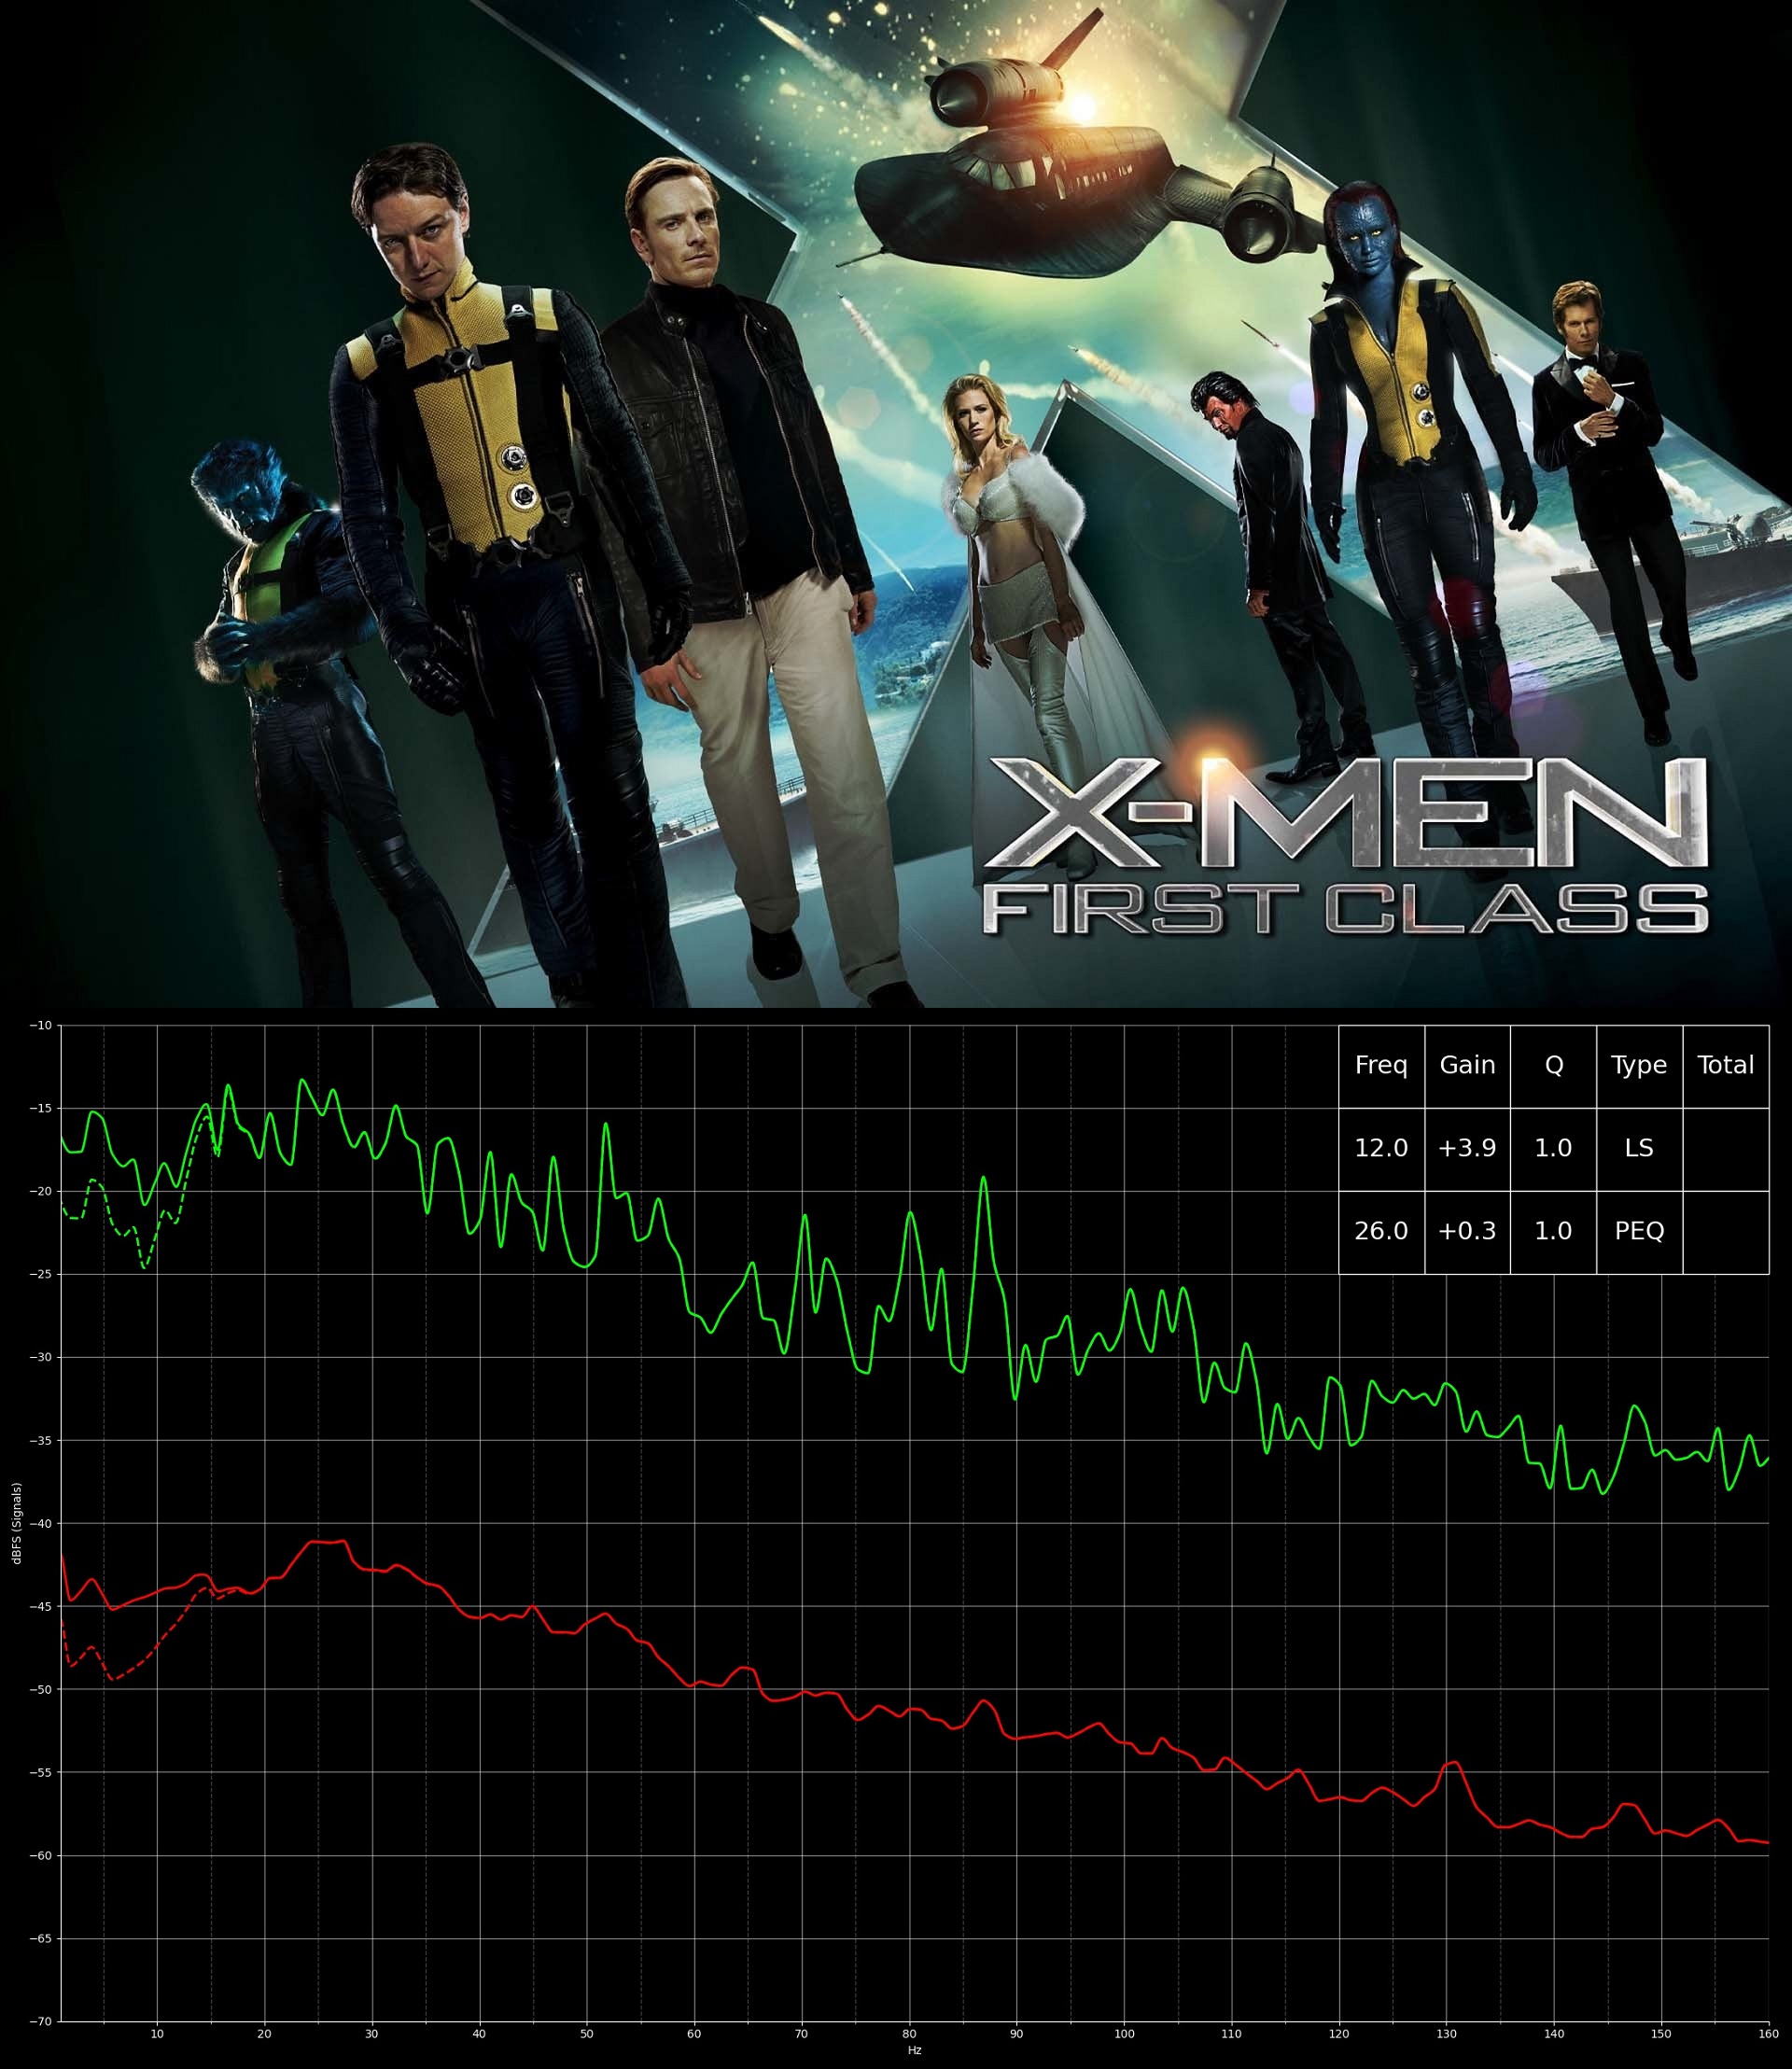 X-MEN
FIRST CLASS
Freq Gain Q Type Total
12.0 +3.9 1.0 LS
26.0 +0.3 1.0 PEQ
−10
−15
−20
−25
−30
−35
−40
−45
−50
−55
−60
−65
−70
dBFS (Signals)
10 20 30 40 50 60 70 80 90 100 110 120 130 140 150 160
Hz